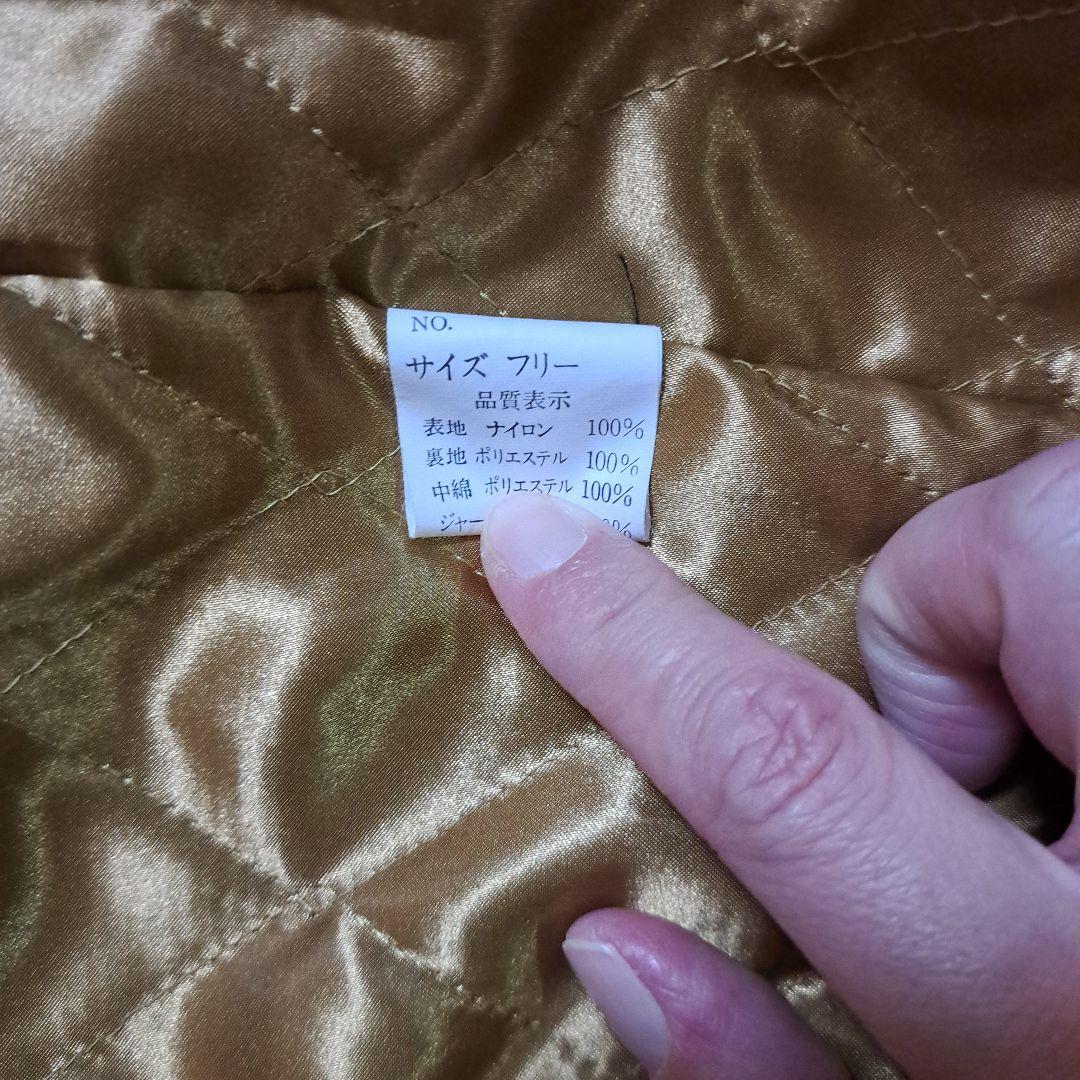 NO.
サイズ フリー
品質表示
表地 ナイロン 100%
裏地 ポリエステル 100%
中綿 ポリエステル 100%